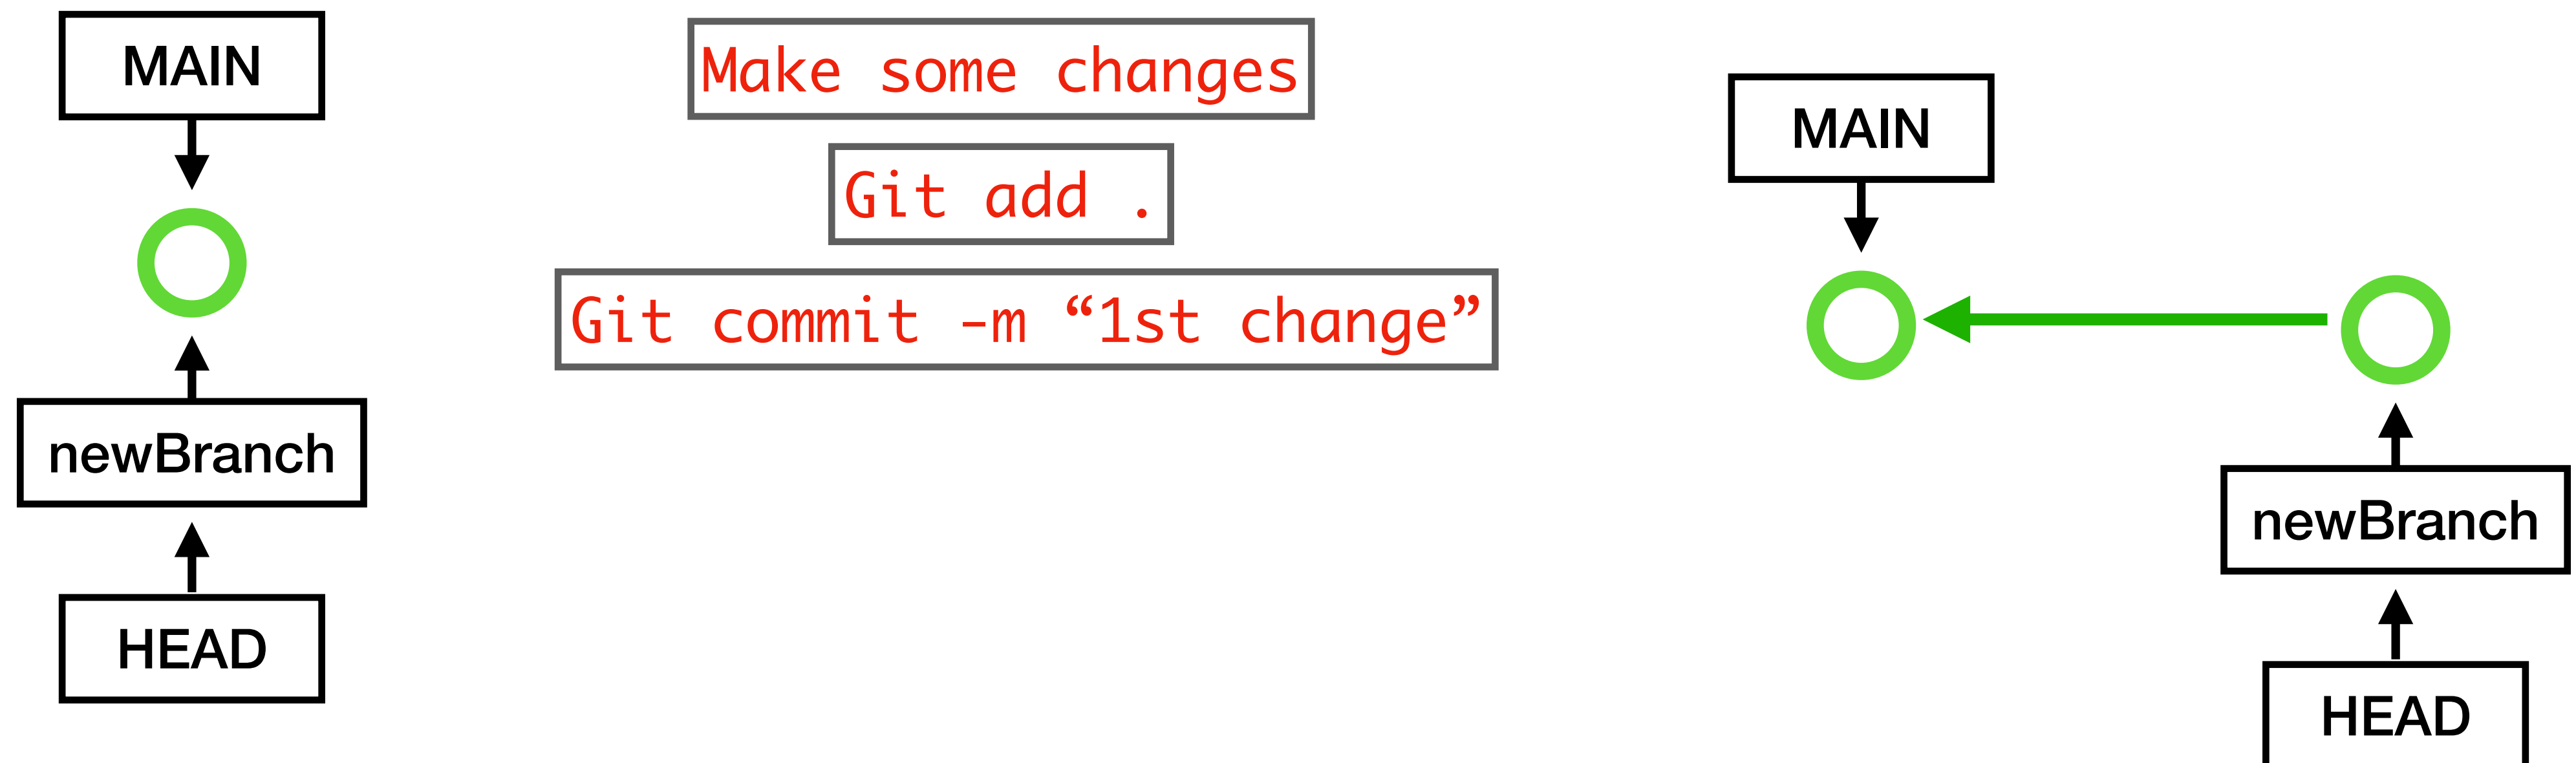 MAIN
newBranch
HEAD
Make some changes
Git add .
Git commit -m “1st change”
MAIN
newBranch
HEAD